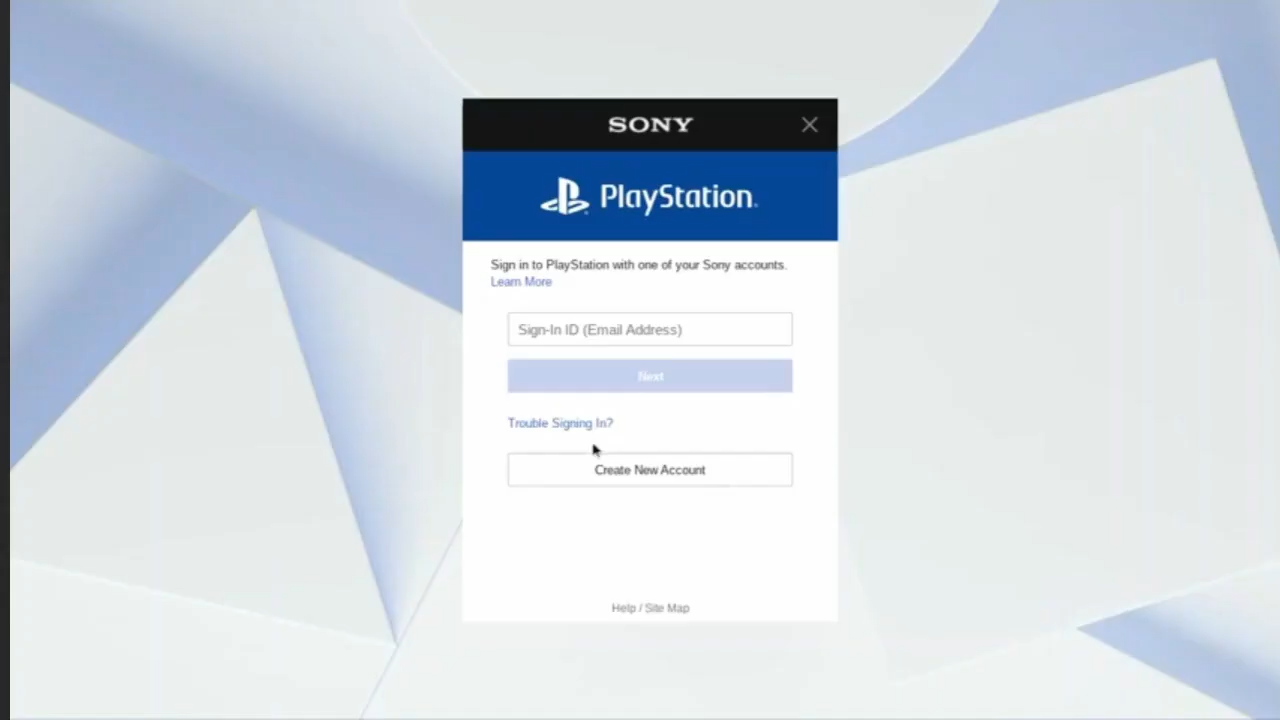 SONY
PlayStation
Sign in to PlayStation with one of your Sony accounts.
Learn More
Sign-In ID (Email Address)
Next
Trouble Signing In?
Create New Account
Help / Site Map